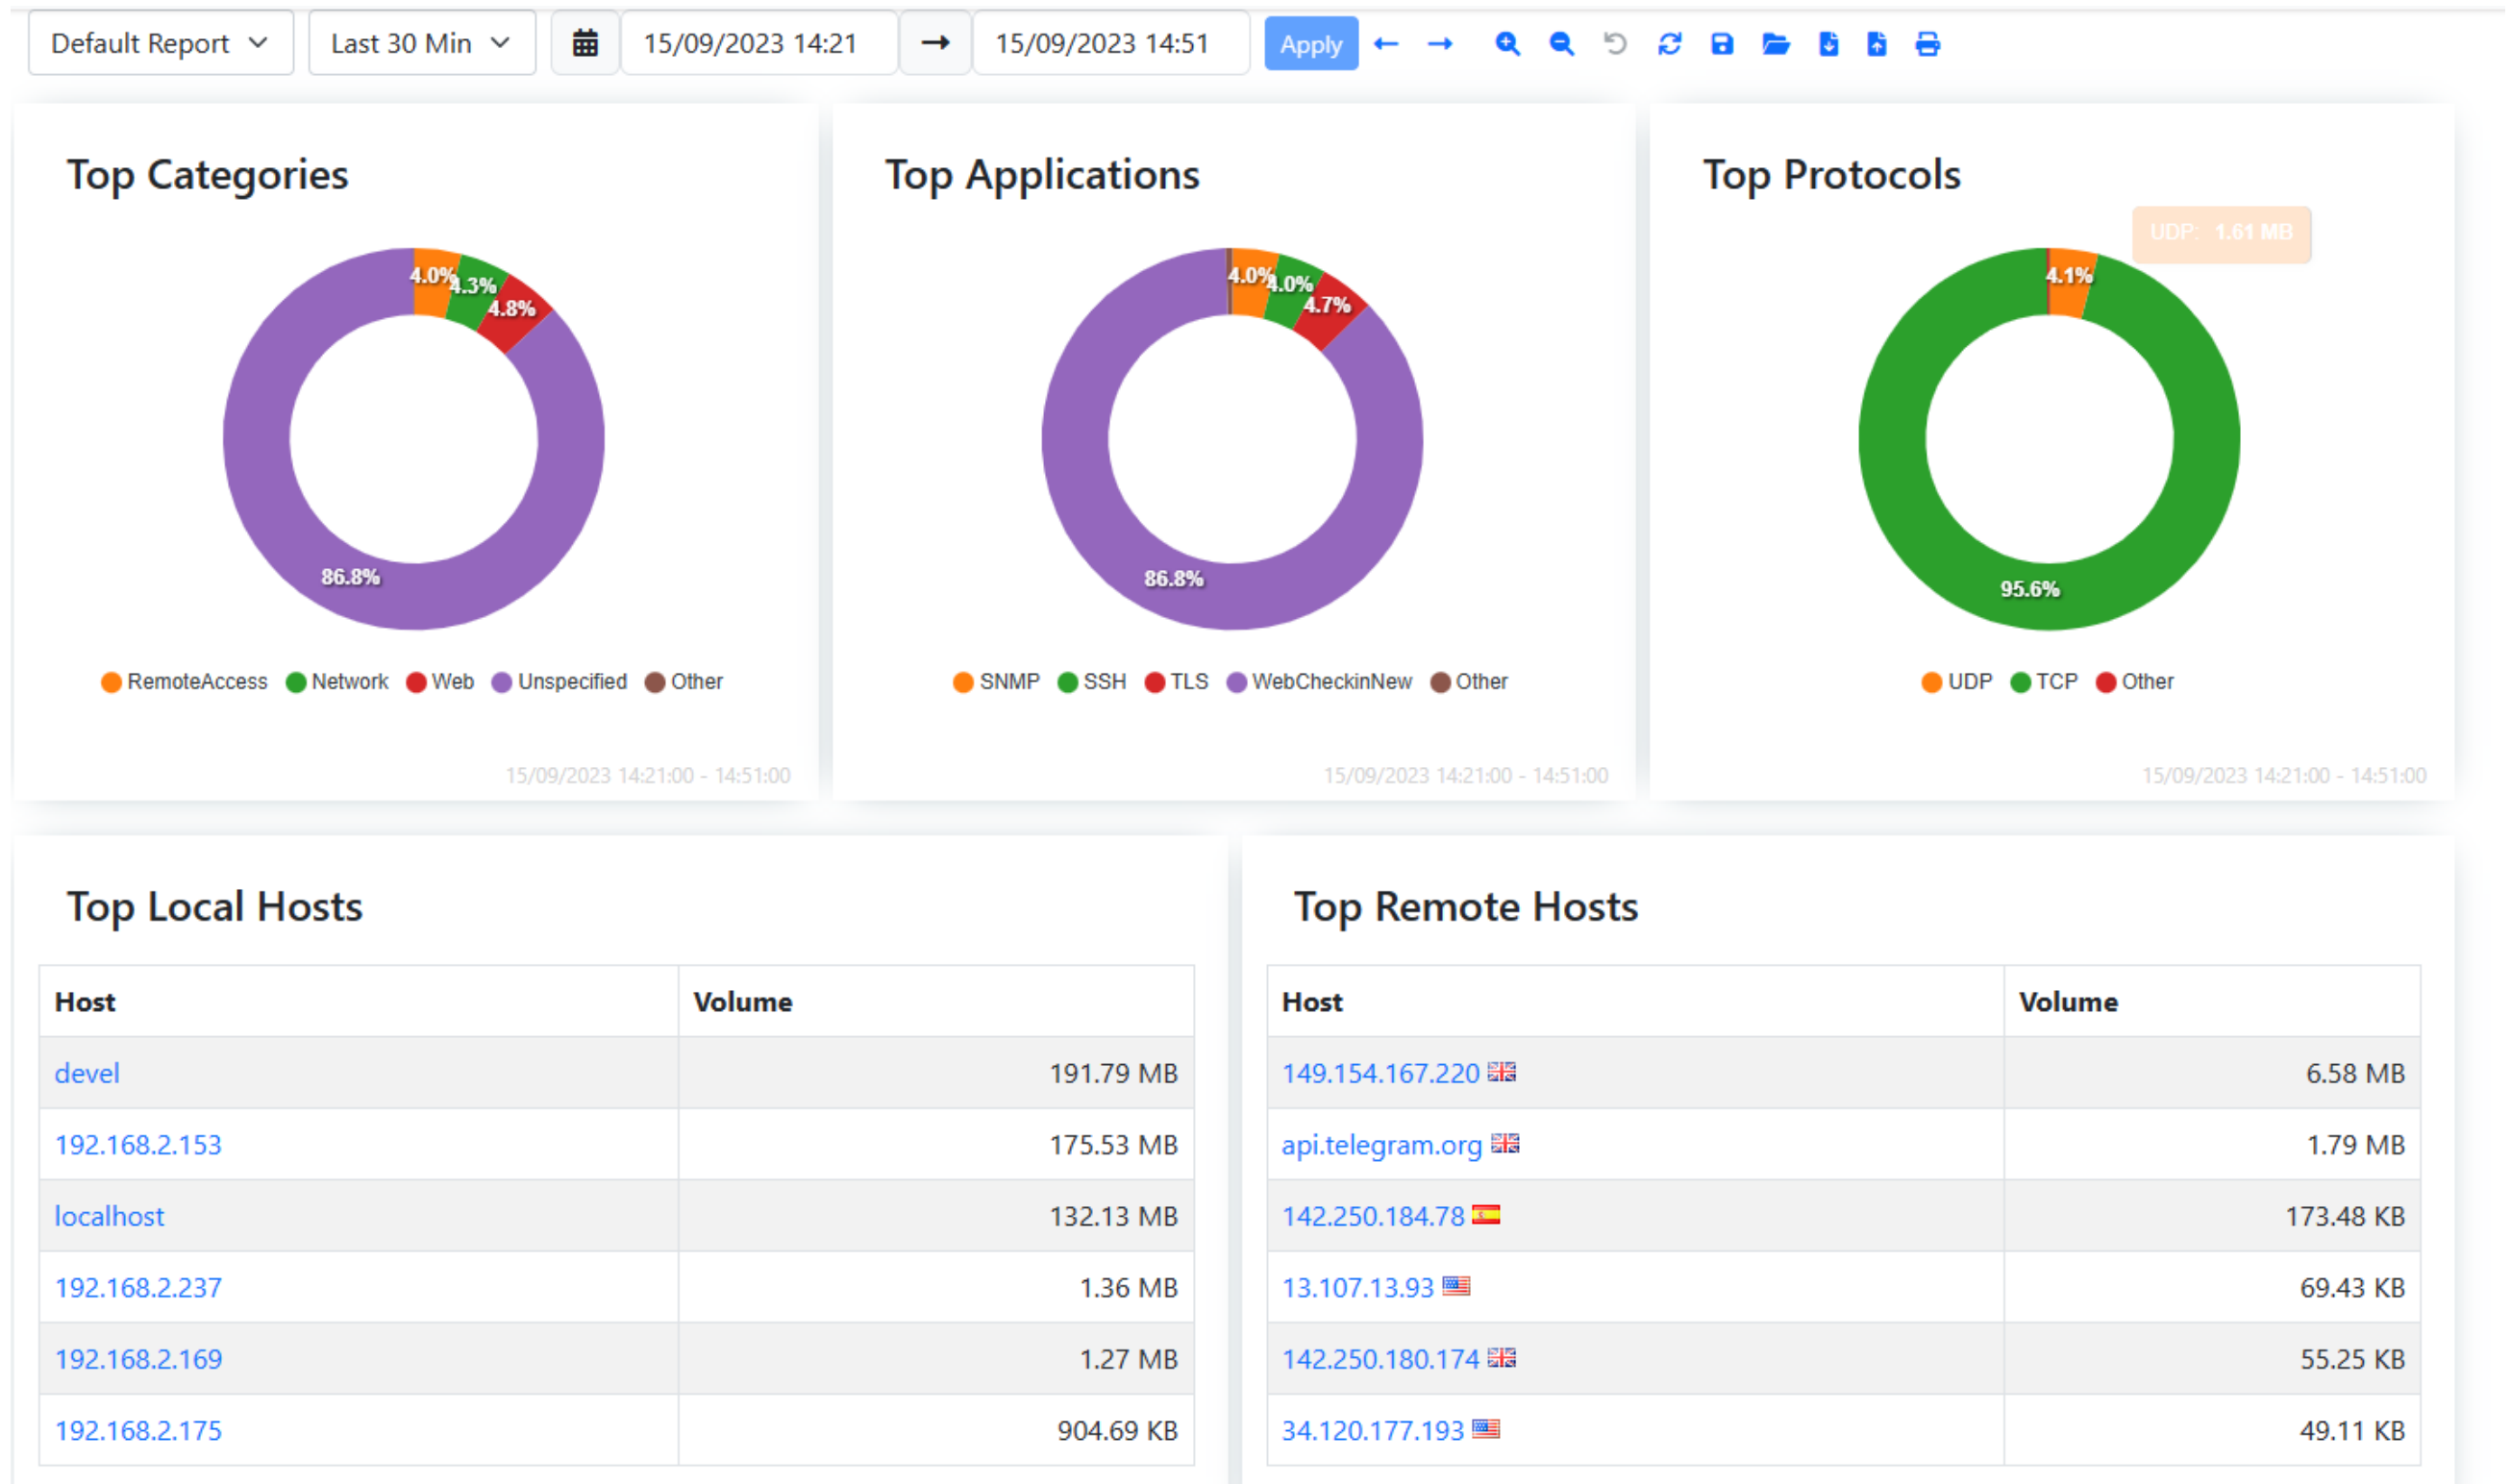 Default Report Last 30 Min 15/09/2023 14:21 → 15/09/2023 14:51 Apply ← →
Top Categories
4.0%
4.3%
4.8%
86.8%
RemoteAccess Network Web Unspecified Other
15/09/2023 14:21:00 - 14:51:00
Top Applications
4.0%
4.0%
4.7%
86.8%
SNMP SSH TLS WebCheckinNew Other
15/09/2023 14:21:00 - 14:51:00
Top Protocols
UDP: 1.61 MB
4.1%
95.6%
UDP TCP Other
15/09/2023 14:21:00 - 14:51:00
Top Local Hosts
Host Volume
devel 191.79 MB
192.168.2.153 175.53 MB
localhost 132.13 MB
192.168.2.237 1.36 MB
192.168.2.169 1.27 MB
192.168.2.175 904.69 KB
Top Remote Hosts
Host Volume
149.154.167.220 6.58 MB
api.telegram.org 1.79 MB
142.250.184.78 173.48 KB
13.107.13.93 69.43 KB
142.250.180.174 55.25 KB
34.120.177.193 49.11 KB